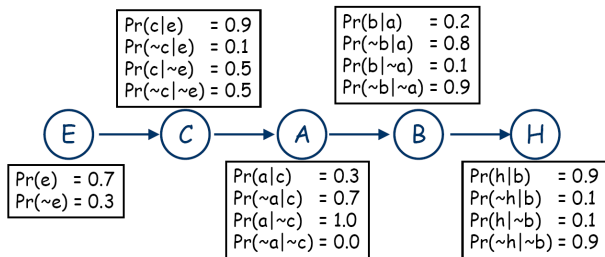 Pr(c|e) = 0.9
Pr(~c|e) = 0.1
Pr(c|~e) = 0.5
Pr(~c|~e) = 0.5
Pr(b|a) = 0.2
Pr(~b|a) = 0.8
Pr(b|~a) = 0.1
Pr(~b|~a) = 0.9
E
C
A
B
H
Pr(e) = 0.7
Pr(~e) = 0.3
Pr(a|c) = 0.3
Pr(~a|c) = 0.7
Pr(a|~c) = 1.0
Pr(~a|~c) = 0.0
Pr(h|b) = 0.9
Pr(~h|b) = 0.1
Pr(h|~b) = 0.1
Pr(~h|~b) = 0.9